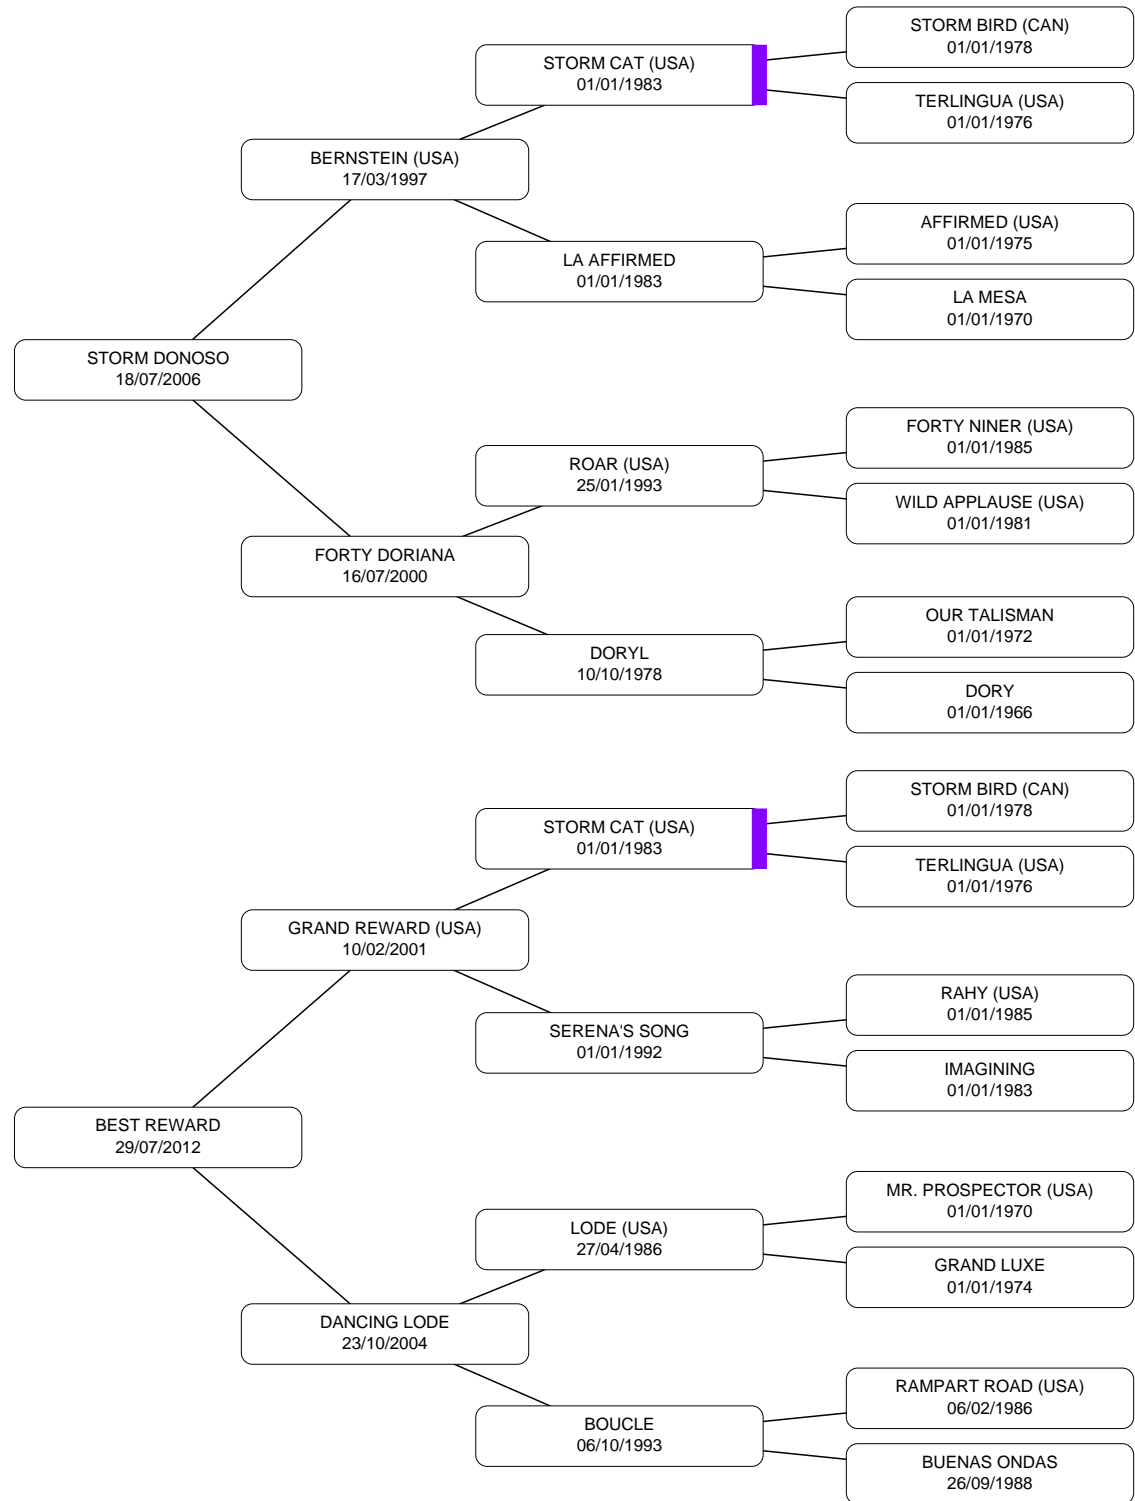 STORM BIRD (CAN)
01/01/1978
STORM CAT (USA)
01/01/1983
TERLINGUA (USA)
01/01/1976
BERNSTEIN (USA)
17/03/1997
AFFIRMED (USA)
01/01/1975
LA AFFIRMED
01/01/1983
LA MESA
01/01/1970
STORM DONOSO
18/07/2006
FORTY NINER (USA)
01/01/1985
ROAR (USA)
25/01/1993
WILD APPLAUSE (USA)
01/01/1981
FORTY DORIANA
16/07/2000
OUR TALISMAN
01/01/1972
DORYL
10/10/1978
DORY
01/01/1966
STORM BIRD (CAN)
01/01/1978
STORM CAT (USA)
01/01/1983
TERLINGUA (USA)
01/01/1976
GRAND REWARD (USA)
10/02/2001
RAHY (USA)
01/01/1985
SERENA'S SONG
01/01/1992
IMAGINING
01/01/1983
BEST REWARD
29/07/2012
MR. PROSPECTOR (USA)
01/01/1970
LODE (USA)
27/04/1986
GRAND LUXE
01/01/1974
DANCING LODE
23/10/2004
RAMPART ROAD (USA)
06/02/1986
BOUCLE
06/10/1993
BUENAS ONDAS
26/09/1988